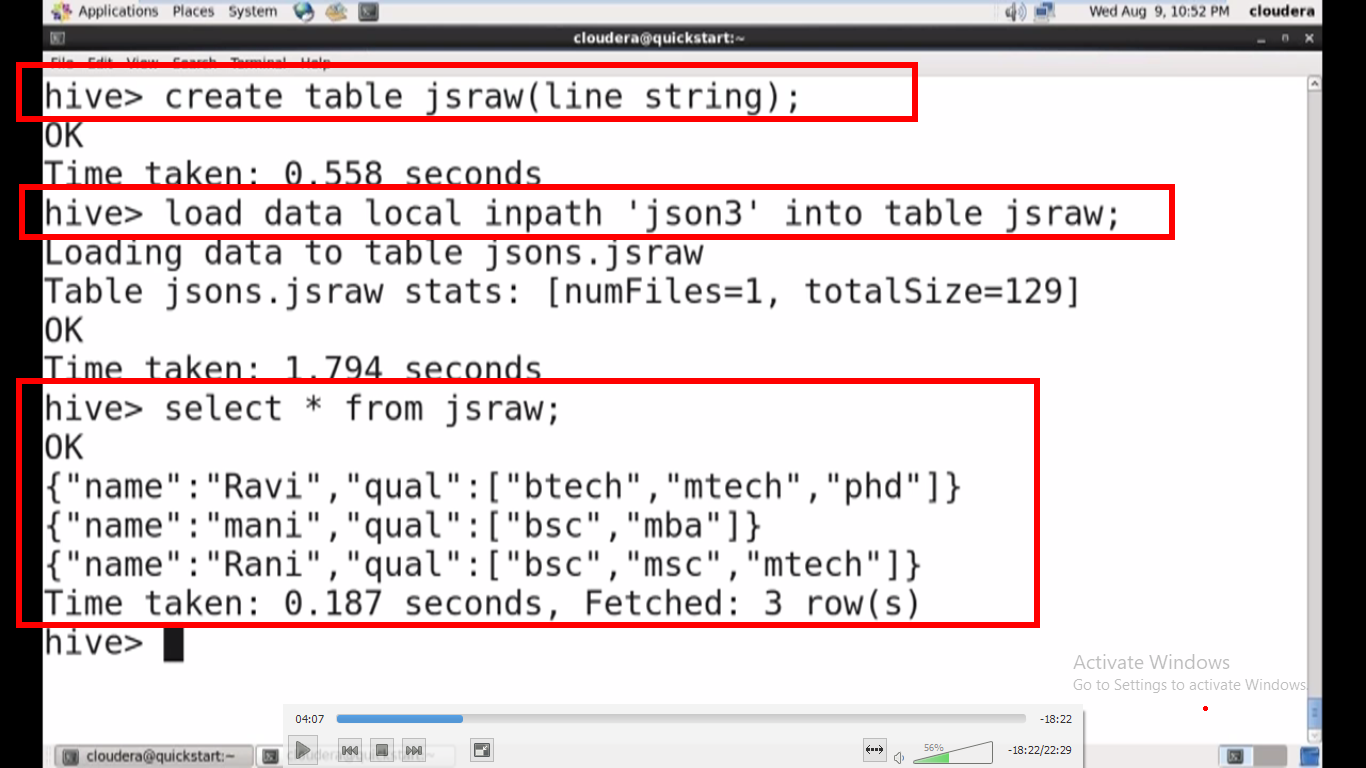 Applications Places System Wed Aug 9, 10:52 PM cloudera
cloudera@quickstart:~
File Edit View Search Terminal Help
hive> create table jsraw(line string);
OK
Time taken: 0.558 seconds
hive> load data local inpath 'json3' into table jsraw;
Loading data to table jsons.jsraw
Table jsons.jsraw stats: [numFiles=1, totalSize=129]
OK
Time taken: 1.794 seconds
hive> select * from jsraw;
OK
{"name":"Ravi","qual":["btech","mtech","phd"]}
{"name":"mani","qual":["bsc","mba"]}
{"name":"Rani","qual":["bsc","msc","mtech"]}
Time taken: 0.187 seconds, Fetched: 3 row(s)
hive>
Activate Windows
Go to Settings to activate Windows.
04:07 -18:22
56% -18:22/22:29
cloudera@quickstart:~ cloudera@quickstart:~